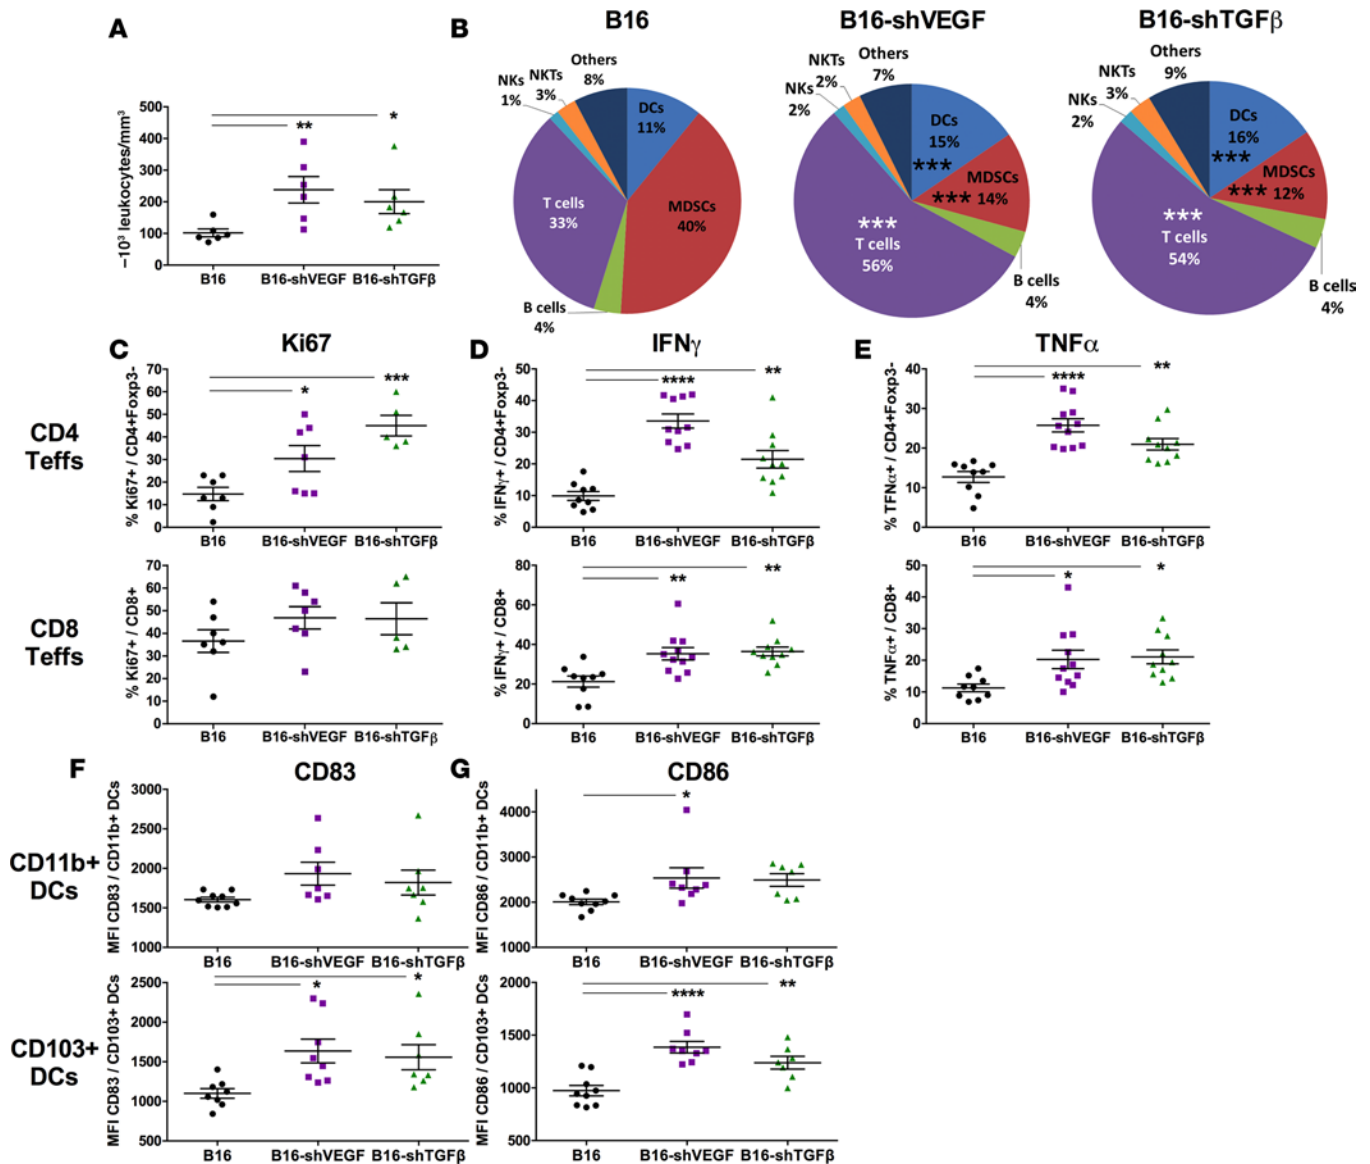 A
~10³ leukocytes/mm³
500
400
300
200
100
0
**
*
B16
B16-shVEGF
B16-shTGFβ
B
B16
Others
8%
NKTs
3%
NKs
1%
DCs
11%
MDSCs
40%
T cells
33%
B cells
4%
B16-shVEGF
Others
7%
NKTs
2%
NKs
2%
DCs
15%
***
MDSCs
*** 14%
***
T cells
56%
B cells
4%
B16-shTGFβ
Others
9%
NKTs
3%
NKs
2%
DCs
16%
***
MDSCs
*** 12%
***
T cells
54%
B cells
4%
CD4
Teffs
C
Ki67
% Ki67+ / CD4+Foxp3-
70
60
50
40
30
20
10
0
*
***
B16
B16-shVEGF
B16-shTGFβ
D
IFNγ
% IFNγ+ / CD4+Foxp3-
50
40
30
20
10
0
****
**
B16
B16-shVEGF
B16-shTGFβ
E
TNFα
% TFNα+ / CD4+Foxp3-
40
30
20
10
0
****
**
B16
B16-shVEGF
B16-shTGFβ
CD8
Teffs
% Ki67+ / CD8+
70
60
50
40
30
20
10
0
B16
B16-shVEGF
B16-shTGFβ
% IFNγ+ / CD8+
80
60
40
20
0
**
**
B16
B16-shVEGF
B16-shTGFβ
% TNFα+ / CD8+
50
40
30
20
10
0
*
*
B16
B16-shVEGF
B16-shTGFβ
CD11b+
DCs
F
CD83
MFI CD83 / CD11b+ DCs
3000
2500
2000
1500
1000
B16
B16-shVEGF
B16-shTGFβ
G
CD86
MFI CD86 / CD11b+ DCs
4000
3000
2000
1000
*
B16
B16-shVEGF
B16-shTGFβ
CD103+
DCs
MFI CD83 / CD103+ DCs
2500
2000
1500
1000
500
*
*
B16
B16-shVEGF
B16-shTGFβ
MFI CD86 / CD103+ DCs
2000
1500
1000
500
****
**
B16
B16-shVEGF
B16-shTGFβ